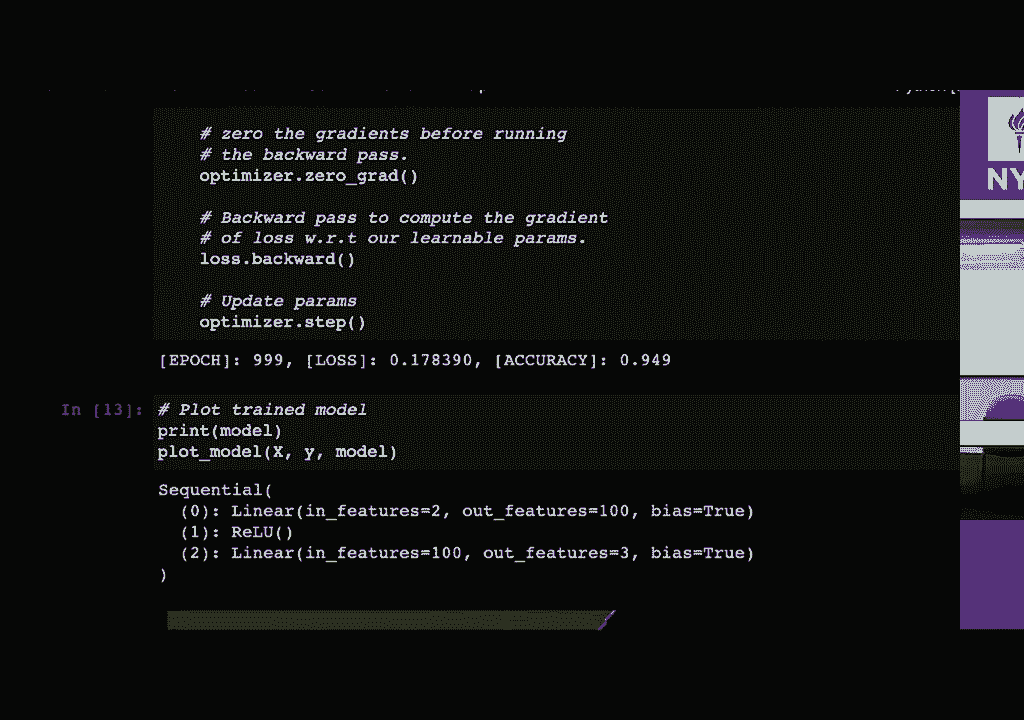 # zero the gradients before running
# the backward pass.
optimizer.zero_grad()
# Backward pass to compute the gradient
# of loss w.r.t our learnable params.
loss.backward()
# Update params
optimizer.step()
[EPOCH]: 999, [LOSS]: 0.178390, [ACCURACY]: 0.949
In [13]: # Plot trained model
print(model)
plot_model(X, y, model)
Sequential(
(0): Linear(in_features=2, out_features=100, bias=True)
(1): ReLU()
(2): Linear(in_features=100, out_features=3, bias=True)
)
NY